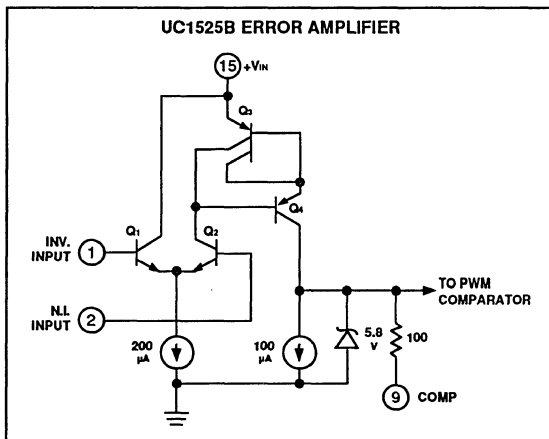 UC1525B ERROR AMPLIFIER
15 +VIN
Q3
Q4
INV. INPUT 1
Q1
Q2
N.I. INPUT 2
TO PWM COMPARATOR
200 µA
100 µA
5.8 V
100
9 COMP